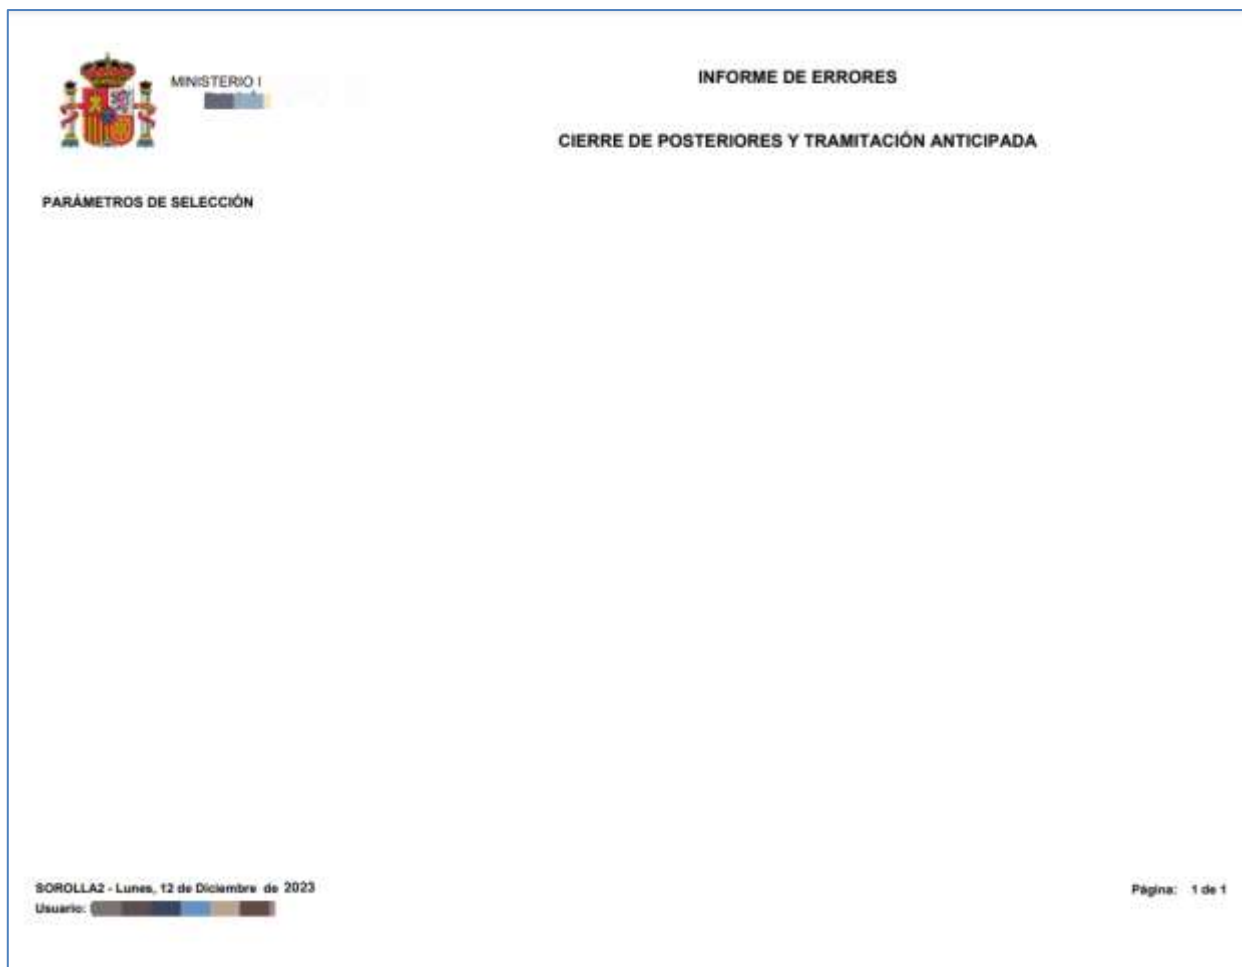 MINISTERIO
INFORME DE ERRORES
CIERRE DE POSTERIORES Y TRAMITACIÓN ANTICIPADA
PARÁMETROS DE SELECCIÓN
SOROLLA2 - Lunes, 12 de Diciembre de 2023
Página: 1 de 1
Usuario: